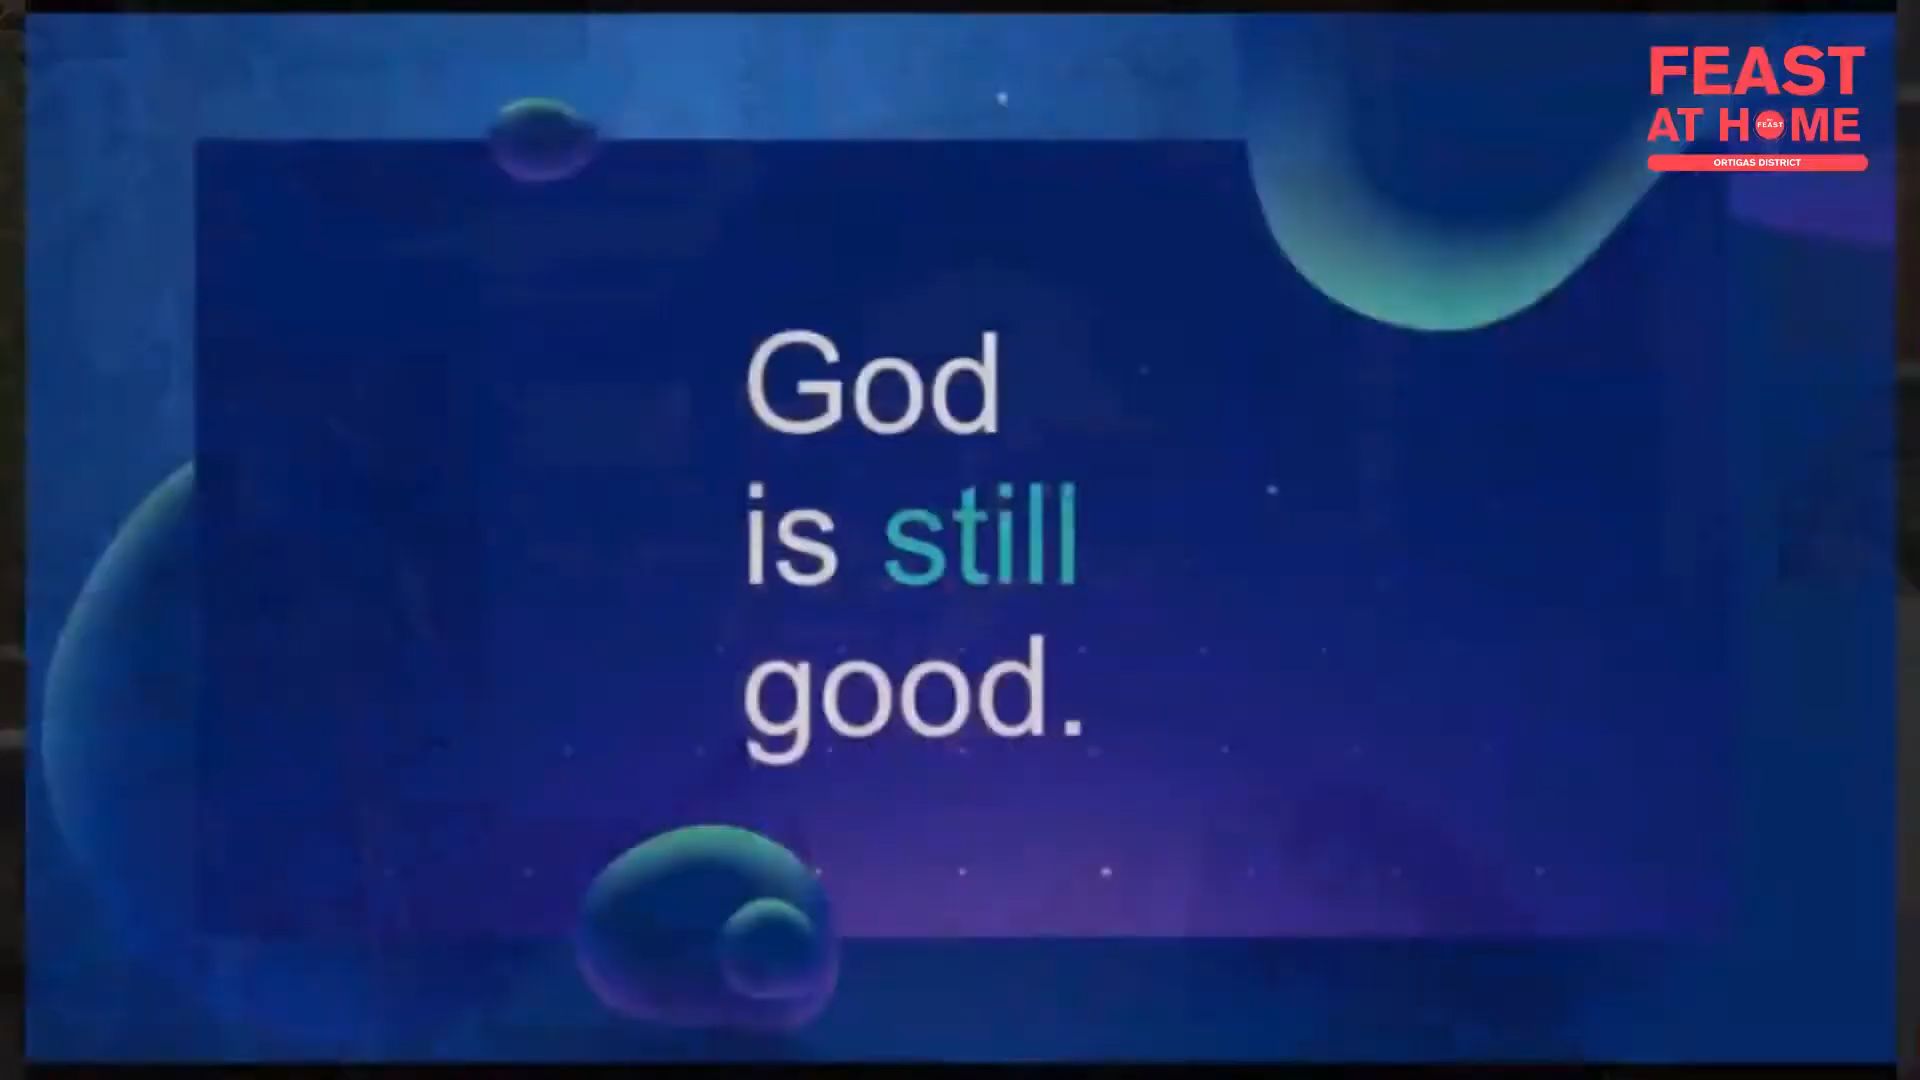 FEAST
AT HOME
FEAST
ORTIGAS DISTRICT
God
is still
good.